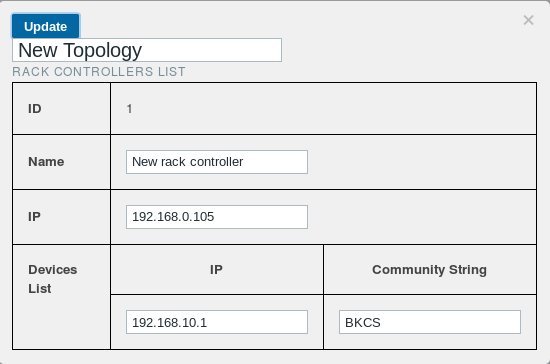 Update
×
New Topology
RACK CONTROLLERS LIST
ID 1
Name New rack controller
IP 192.168.0.105
Devices List
IP Community String
192.168.10.1 BKCS